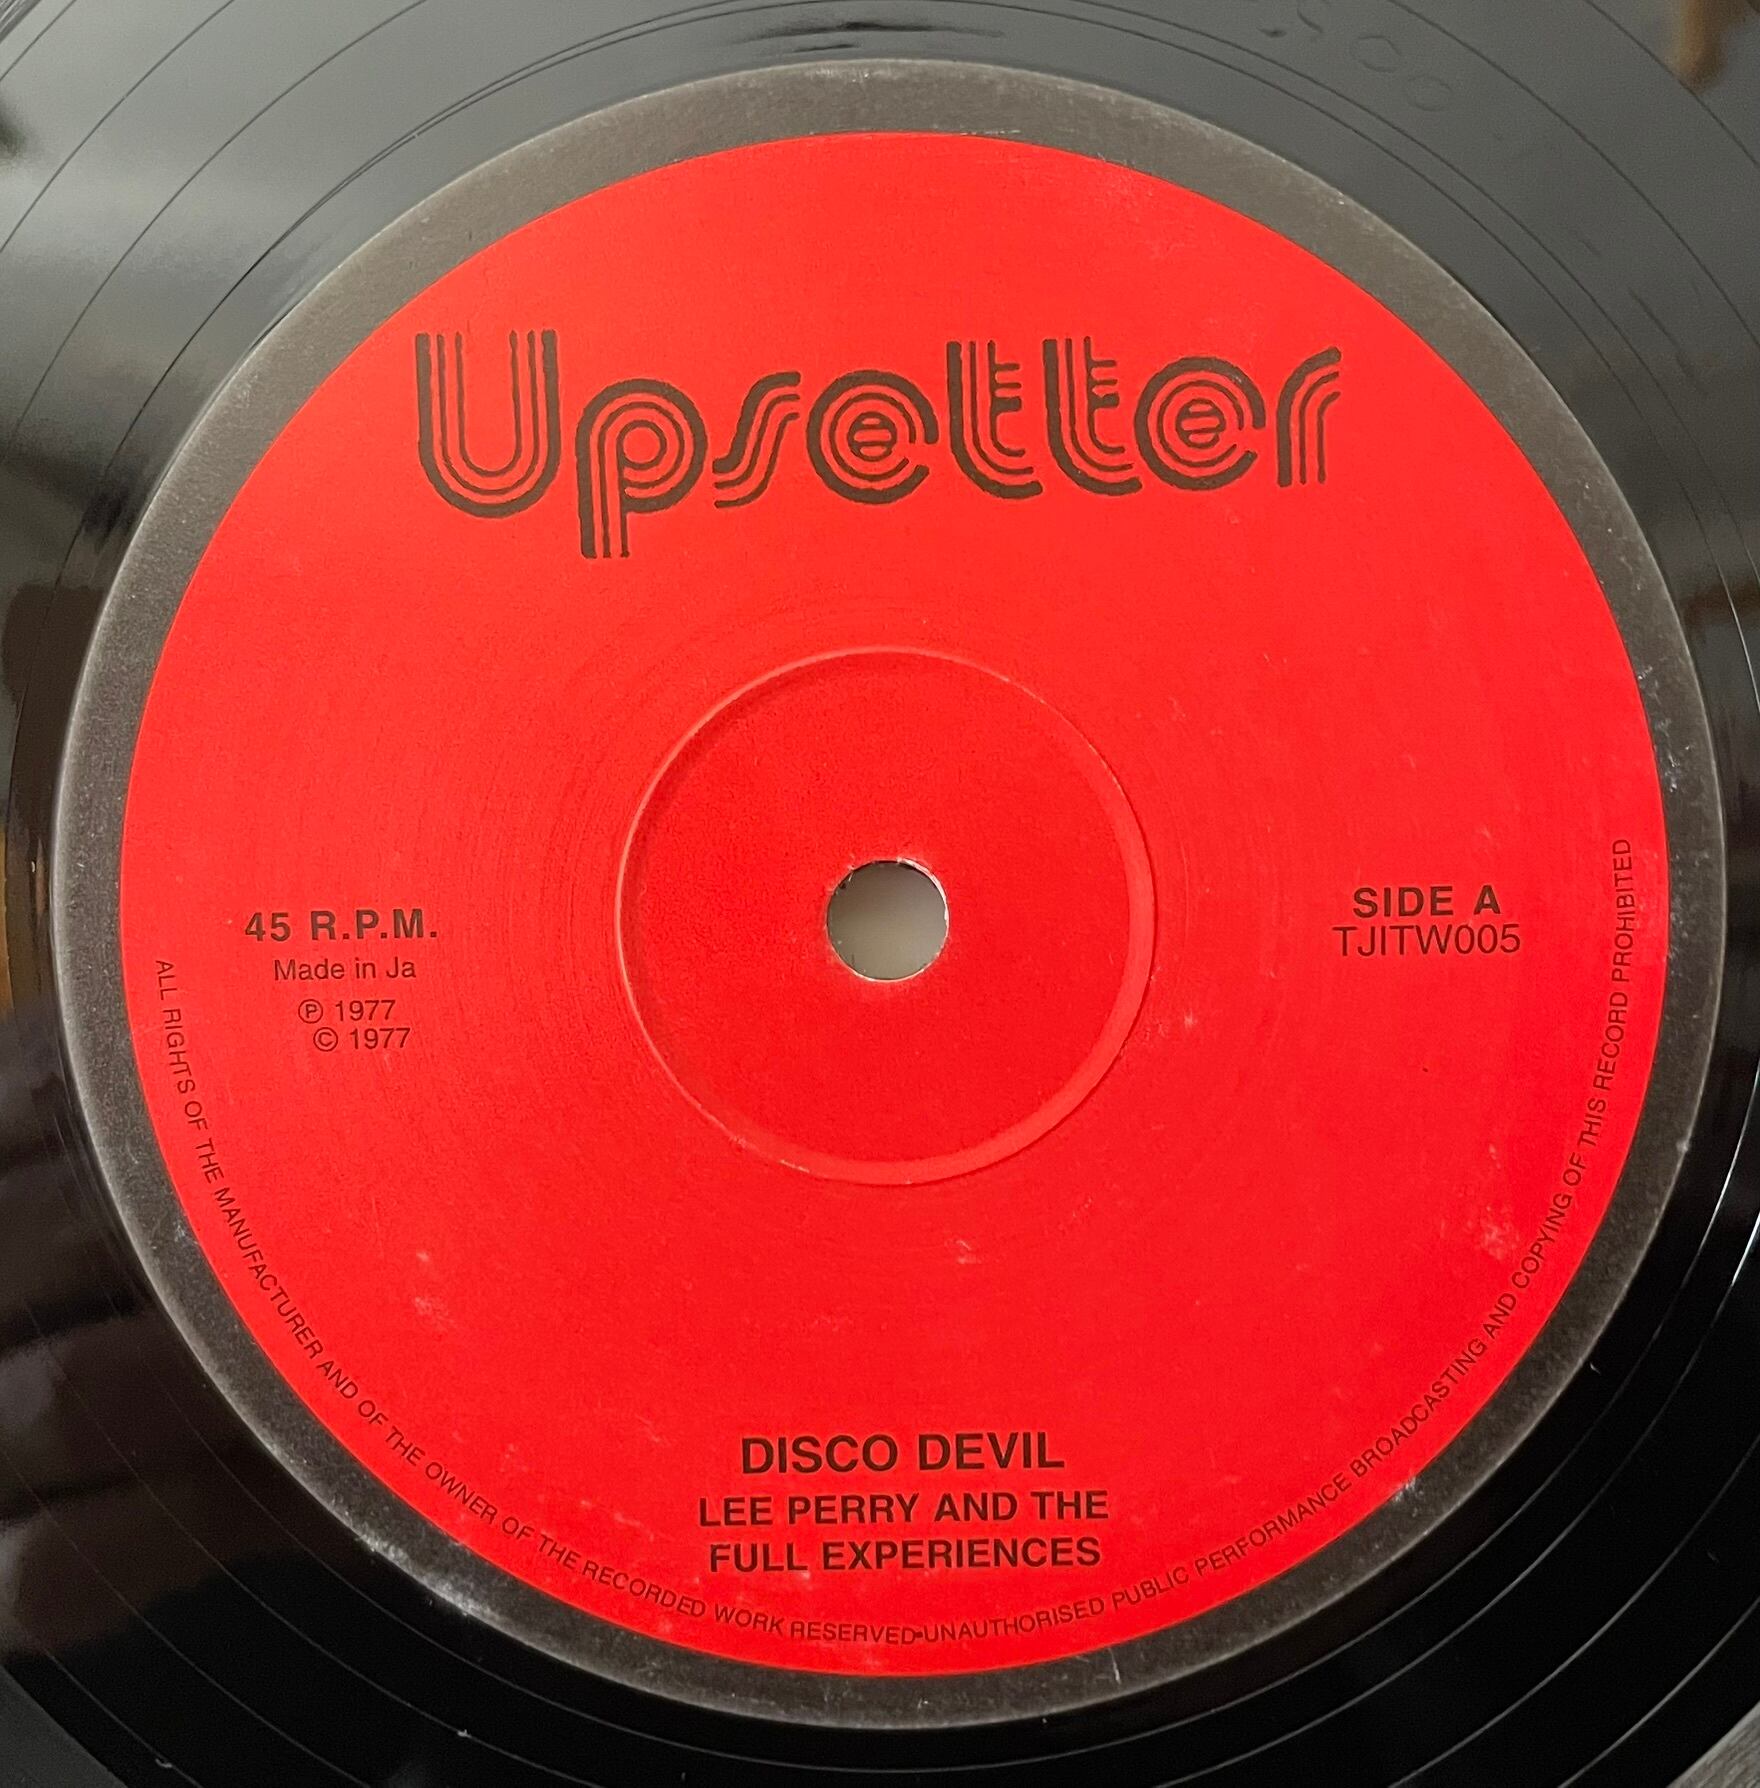 Upsetter
45 R.P.M.
Made in Ja
℗ 1977
© 1977
SIDE A
TJITW005
DISCO DEVIL
LEE PERRY AND THE
FULL EXPERIENCES
ALL RIGHTS OF THE MANUFACTURER AND OF THE OWNER OF THE RECORDED WORK RESERVED-UNAUTHORISED PUBLIC PERFORMANCE BROADCASTING AND COPYING OF THIS RECORD PROHIBITED